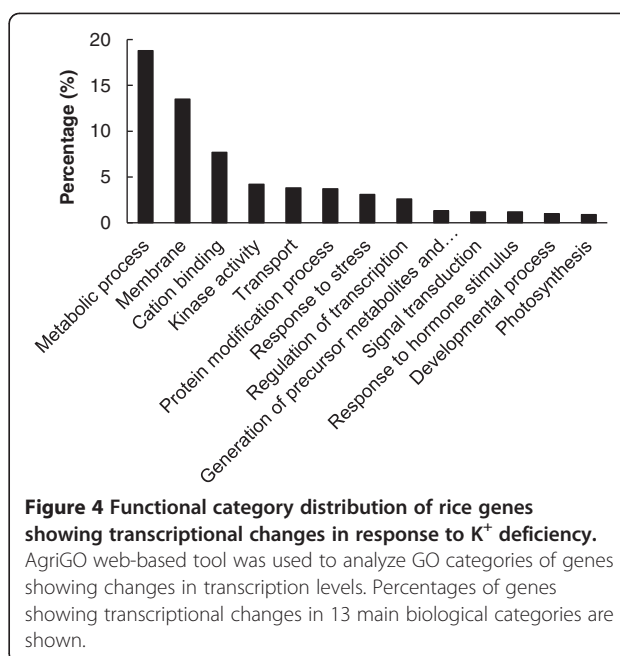 20
15
10
5
0
Percentage (%)
Metabolic process
Membrane
Cation binding
Kinase activity
Transport
Protein modification process
Response to stress
Regulation of transcription
Generation of precursor metabolites and…
Signal transduction
Response to hormone stimulus
Developmental process
Photosynthesis
Figure 4 Functional category distribution of rice genes
showing transcriptional changes in response to K⁺ deficiency.
AgriGO web-based tool was used to analyze GO categories of genes
showing changes in transcription levels. Percentages of genes
showing transcriptional changes in 13 main biological categories are
shown.